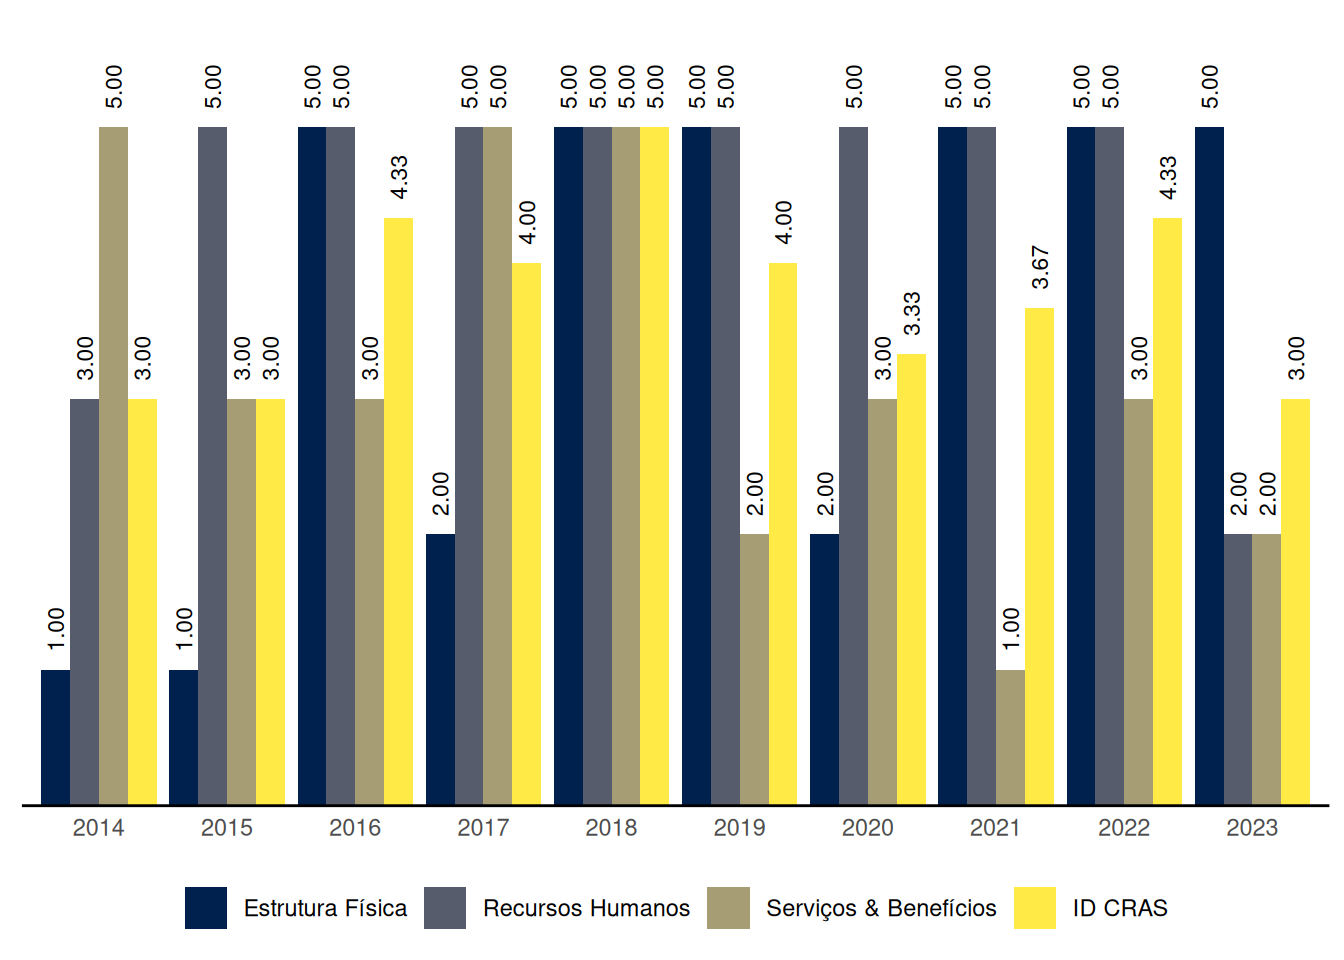 1.00 3.00 5.00 3.00 1.00 5.00 3.00 3.00 5.00 5.00 3.00 4.33 2.00 5.00 5.00 4.00 5.00 5.00 5.00 5.00 5.00 5.00 2.00 4.00 2.00 5.00 3.00 3.33 5.00 5.00 1.00 3.67 5.00 5.00 3.00 4.33 5.00 2.00 2.00 3.00
2014 2015 2016 2017 2018 2019 2020 2021 2022 2023
Estrutura Física Recursos Humanos Serviços & Benefícios ID CRAS